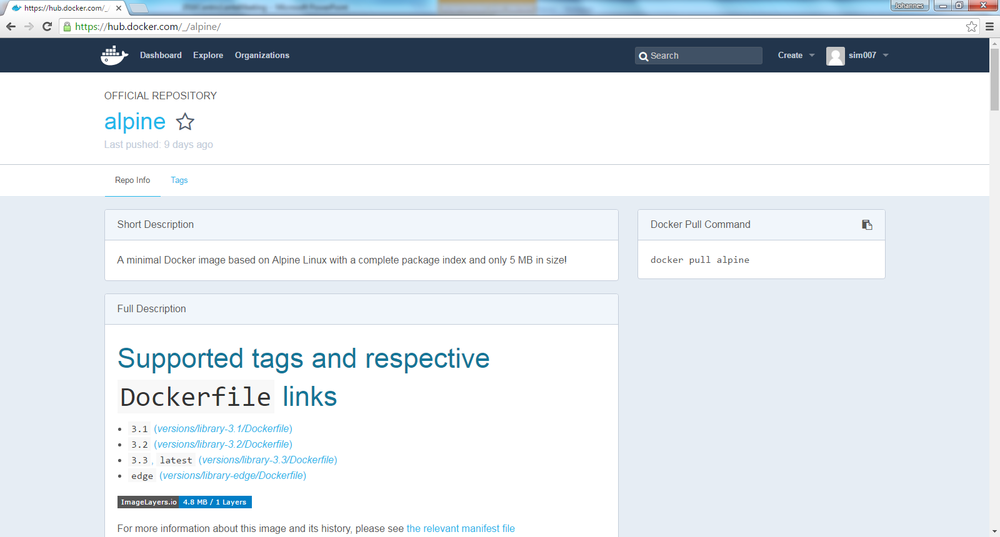 https://hub.docker.com/_/
Microsoft PowerPoint
Johannes
https://hub.docker.com/_/alpine/
Dashboard Explore Organizations Search Create sim007
OFFICIAL REPOSITORY
alpine
Last pushed: 9 days ago
Repo Info Tags
Short Description
A minimal Docker image based on Alpine Linux with a complete package index and only 5 MB in size!
Docker Pull Command
docker pull alpine
Full Description
Supported tags and respective
Dockerfile links
3.1 (versions/library-3.1/Dockerfile)
3.2 (versions/library-3.2/Dockerfile)
3.3, latest (versions/library-3.3/Dockerfile)
edge (versions/library-edge/Dockerfile)
ImageLayers.io 4.8 MB / 1 Layers
For more information about this image and its history, please see the relevant manifest file